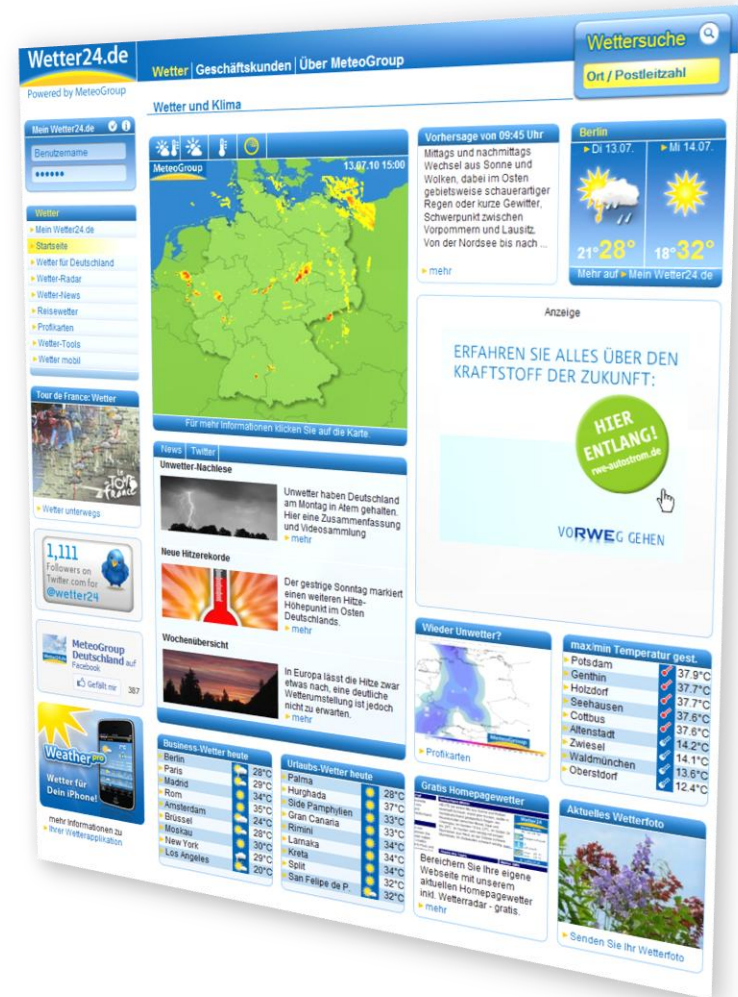 Wetter24.de
Powered by MeteoGroup
Wetter | Geschäftskunden | Über MeteoGroup
Wettersuche
Ort / Postleitzahl
Wetter und Klima
Mein Wetter24.de
Benutzername
••••••
Wetter
Mein Wetter24.de
Startseite
Wetter für Deutschland
Wetter-Radar
Wetter-News
Reisewetter
Profikarten
Wetter-Tools
Wetter mobil
Tour de France: Wetter
le TOUR de france
Wetter unterwegs
1,111
Followers on
Twitter.com for
@wetter24
MeteoGroup
Deutschland auf
Facebook
Gefällt mir
387
Weather pro
Wetter für
Dein iPhone!
mehr Informationen zu
Ihrer Wetterapplikation
MeteoGroup
13.07.10 15:00
Für mehr Informationen klicken Sie auf die Karte.
News | Twitter
Unwetter-Nachlese
Unwetter haben Deutschland
am Montag in Atem gehalten.
Hier eine Zusammenfassung
und Videosammlung
mehr
Neue Hitzerekorde
Der gestrige Sonntag markiert
einen weiteren Hitze-
Höhepunkt im Osten
Deutschlands.
mehr
Wochenübersicht
In Europa lässt die Hitze zwar
etwas nach, eine deutliche
Wetterumstellung ist jedoch
nicht zu erwarten.
mehr
Business-Wetter heute
Berlin 28°C
Paris 29°C
Madrid 34°C
Rom 35°C
Amsterdam 24°C
Brüssel 28°C
Moskau 30°C
New York 29°C
Los Angeles 20°C
Urlaubs-Wetter heute
Palma 28°C
Hurghada 37°C
Side Pamphylien 33°C
Gran Canaria 33°C
Rimini 34°C
Larnaka 34°C
Kreta 34°C
Split 32°C
San Felipe de P. 32°C
Vorhersage von 09:45 Uhr
Mittags und nachmittags
Wechsel aus Sonne und
Wolken, dabei im Osten
gebietsweise schauerartiger
Regen oder kurze Gewitter,
Schwerpunkt zwischen
Vorpommern und Lausitz.
Von der Nordsee bis nach ...
mehr
Berlin
Di 13.07.
Mi 14.07.
21° 28°
18° 32°
Mehr auf Mein Wetter24.de
Anzeige
ERFAHREN SIE ALLES ÜBER DEN
KRAFTSTOFF DER ZUKUNFT:
HIER
ENTLANG!
rwe-autostrom.de
VORWEG GEHEN
Wieder Unwetter?
MeteoGroup
Profikarten
max/min Temperatur gest.
Potsdam 37.9°C
Genthin 37.7°C
Holzdorf 37.7°C
Seehausen 37.7°C
Cottbus 37.6°C
Altenstadt 37.6°C
Zwiesel 14.2°C
Waldmünchen 14.1°C
Oberstdorf 13.6°C
12.4°C
Gratis Homepagewetter
Bereichern Sie Ihre eigene
Webseite mit unserem
aktuellen Homepagewetter
inkl. Wetterradar - gratis.
mehr
Aktuelles Wetterfoto
Senden Sie Ihr Wetterfoto